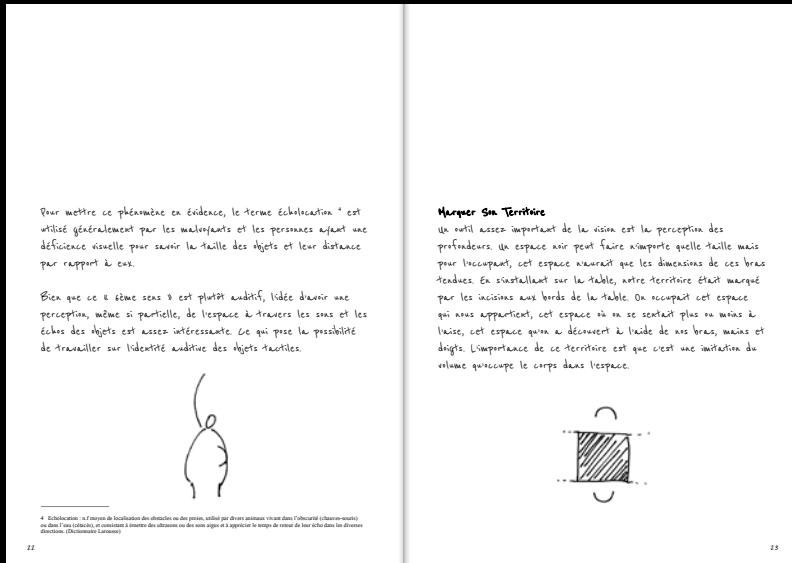 Pour mettre ce phénomène en évidence, le terme écholocation ⁴ est
utilisé généralement par les malvoyants et les personnes ayant une
déficience visuelle pour savoir la taille des objets et leur distance
par rapport à eux.
Bien que ce « 6ème sens » est plutôt auditif, l'idée d'avoir une
perception, même si partielle, de l'espace à travers les sons et les
échos des objets est assez intéressante. Ce qui pose la possibilité
de travailler sur l'identité auditive des objets tactiles.
4 Echolocation : n.f moyen de localisation des obstacles ou des proies, utilisé par divers animaux vivant dans l'obscurité (chauves-souris)
ou dans l'eau (cétacés), et consistant à émettre des ultrasons ou des sons aigus et à apprécier le temps de retour de leur écho dans les diverses
directions. (Dictionnaire Larousse)
22
Marquer Son Territoire
Un outil assez important de la vision est la perception des
profondeurs. Un espace noir peut faire n'importe quelle taille mais
pour l'occupant, cet espace n'aurait que les dimensions de ces bras
tendues. En s'installant sur la table, notre territoire était marqué
par les incisions aux bords de la table. On occupait cet espace
qui nous appartient, cet espace où on se sentait plus ou moins à
l'aise, cet espace qu'on a découvert à l'aide de nos bras, mains et
doigts. L'importance de ce territoire est que c'est une imitation du
volume qu'occupe le corps dans l'espace.
23